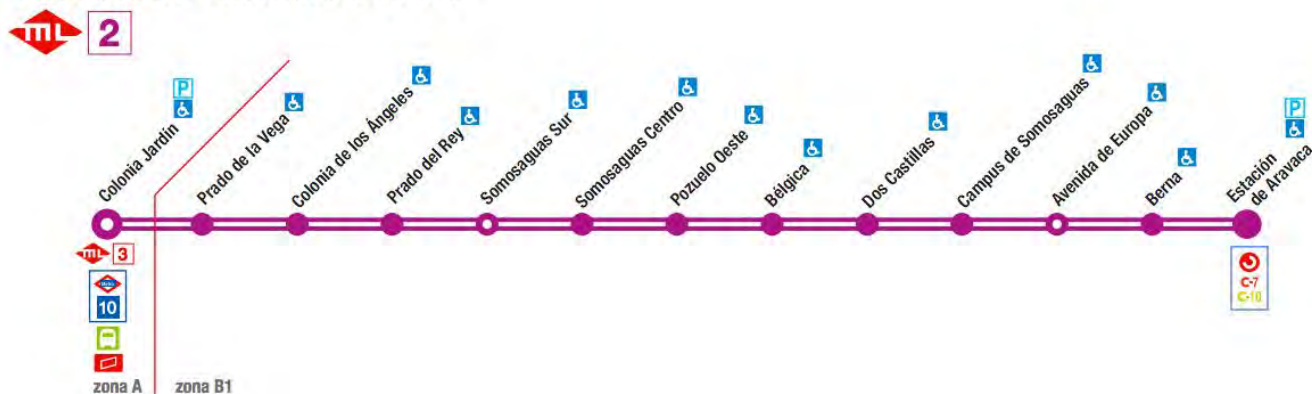 mL 2
P
Colonia Jartín
Prado de la Vega
Colonia de los Ángeles
Prado del Rey
Somosaguas Sur
Somosaguas Centro
Pozuelo Oeste
Bélgica
Dos Castillas
Campus de Somosaguas
Avenida de Europa
Berna
P
Estación
de Aravaca
mL 3
Metro
10
C-7
C-10
zona A
zona B1